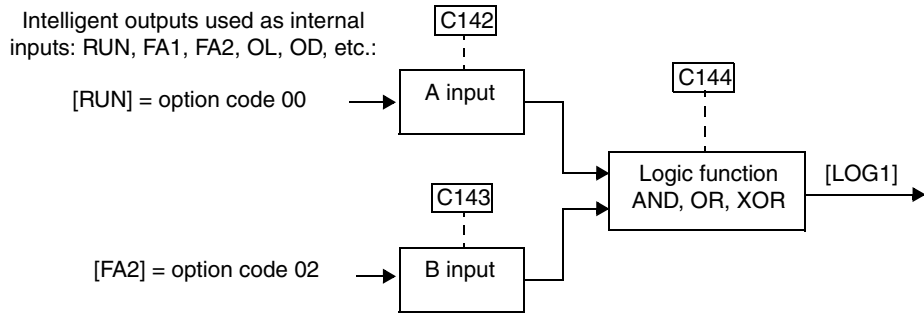 Intelligent outputs used as internal
inputs: RUN, FA1, FA2, OL, OD, etc.:
C142
[RUN] = option code 00
A input
C144
Logic function
AND, OR, XOR
[LOG1]
C143
[FA2] = option code 02
B input